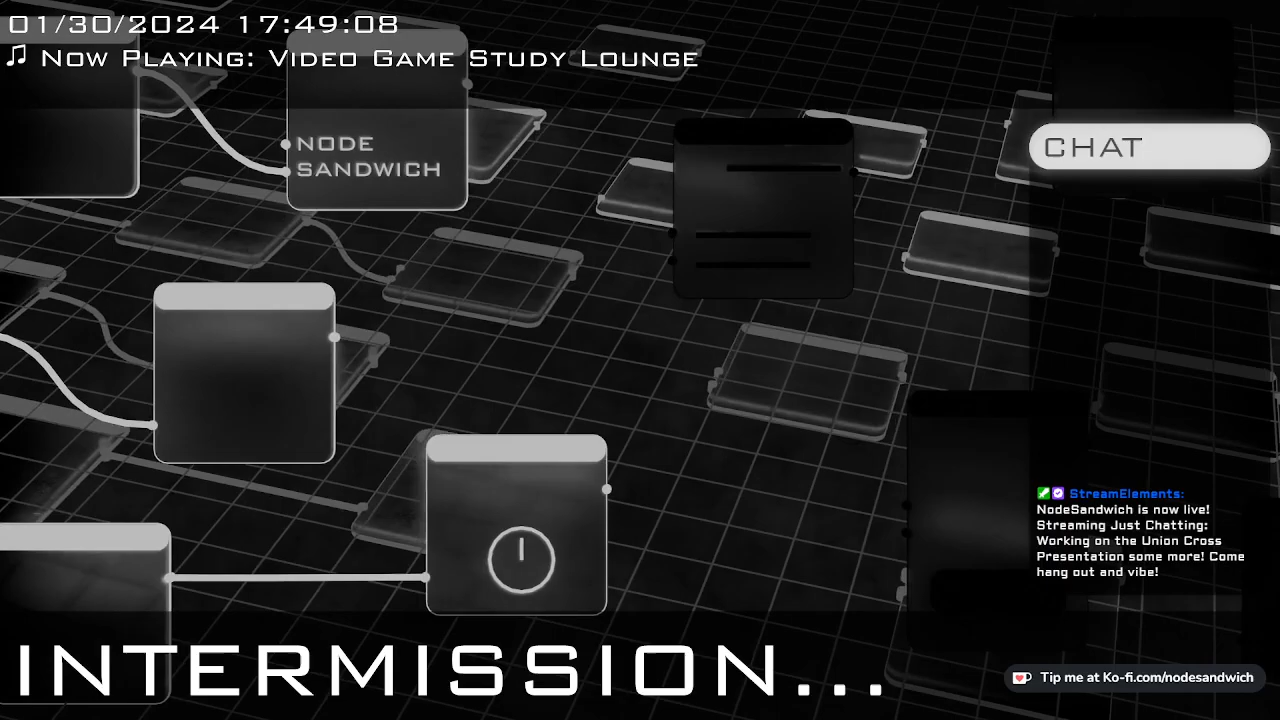 01/30/2024 17:49:08
Now Playing: Video Game Study Lounge
NODE
SANDWICH
CHAT
StreamElements:
NodeSandwich is now live!
Streaming Just Chatting:
Working on the Union Cross
Presentation some more! Come
hang out and vibe!
INTERMISSION...
Tip me at Ko-fi.com/nodesandwich